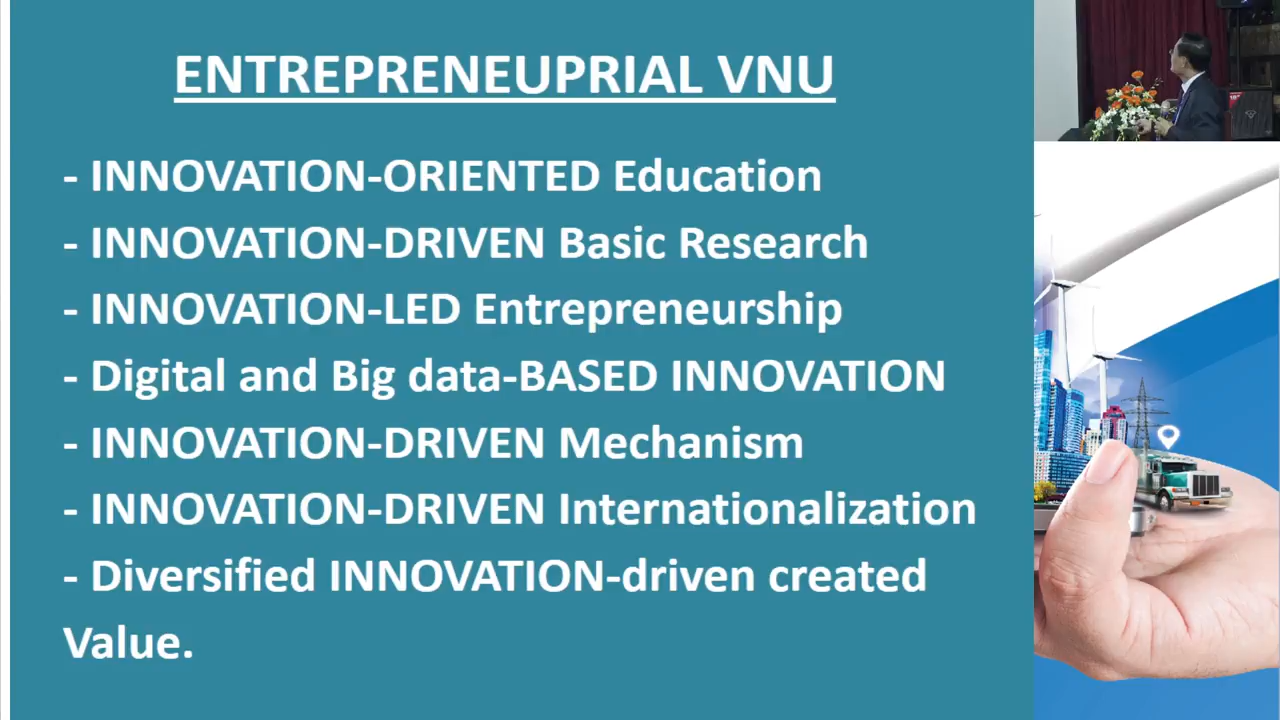 ENTREPRENEUPRIAL VNU
- INNOVATION-ORIENTED Education
- INNOVATION-DRIVEN Basic Research
- INNOVATION-LED Entrepreneurship
- Digital and Big data-BASED INNOVATION
- INNOVATION-DRIVEN Mechanism
- INNOVATION-DRIVEN Internationalization
- Diversified INNOVATION-driven created
Value.